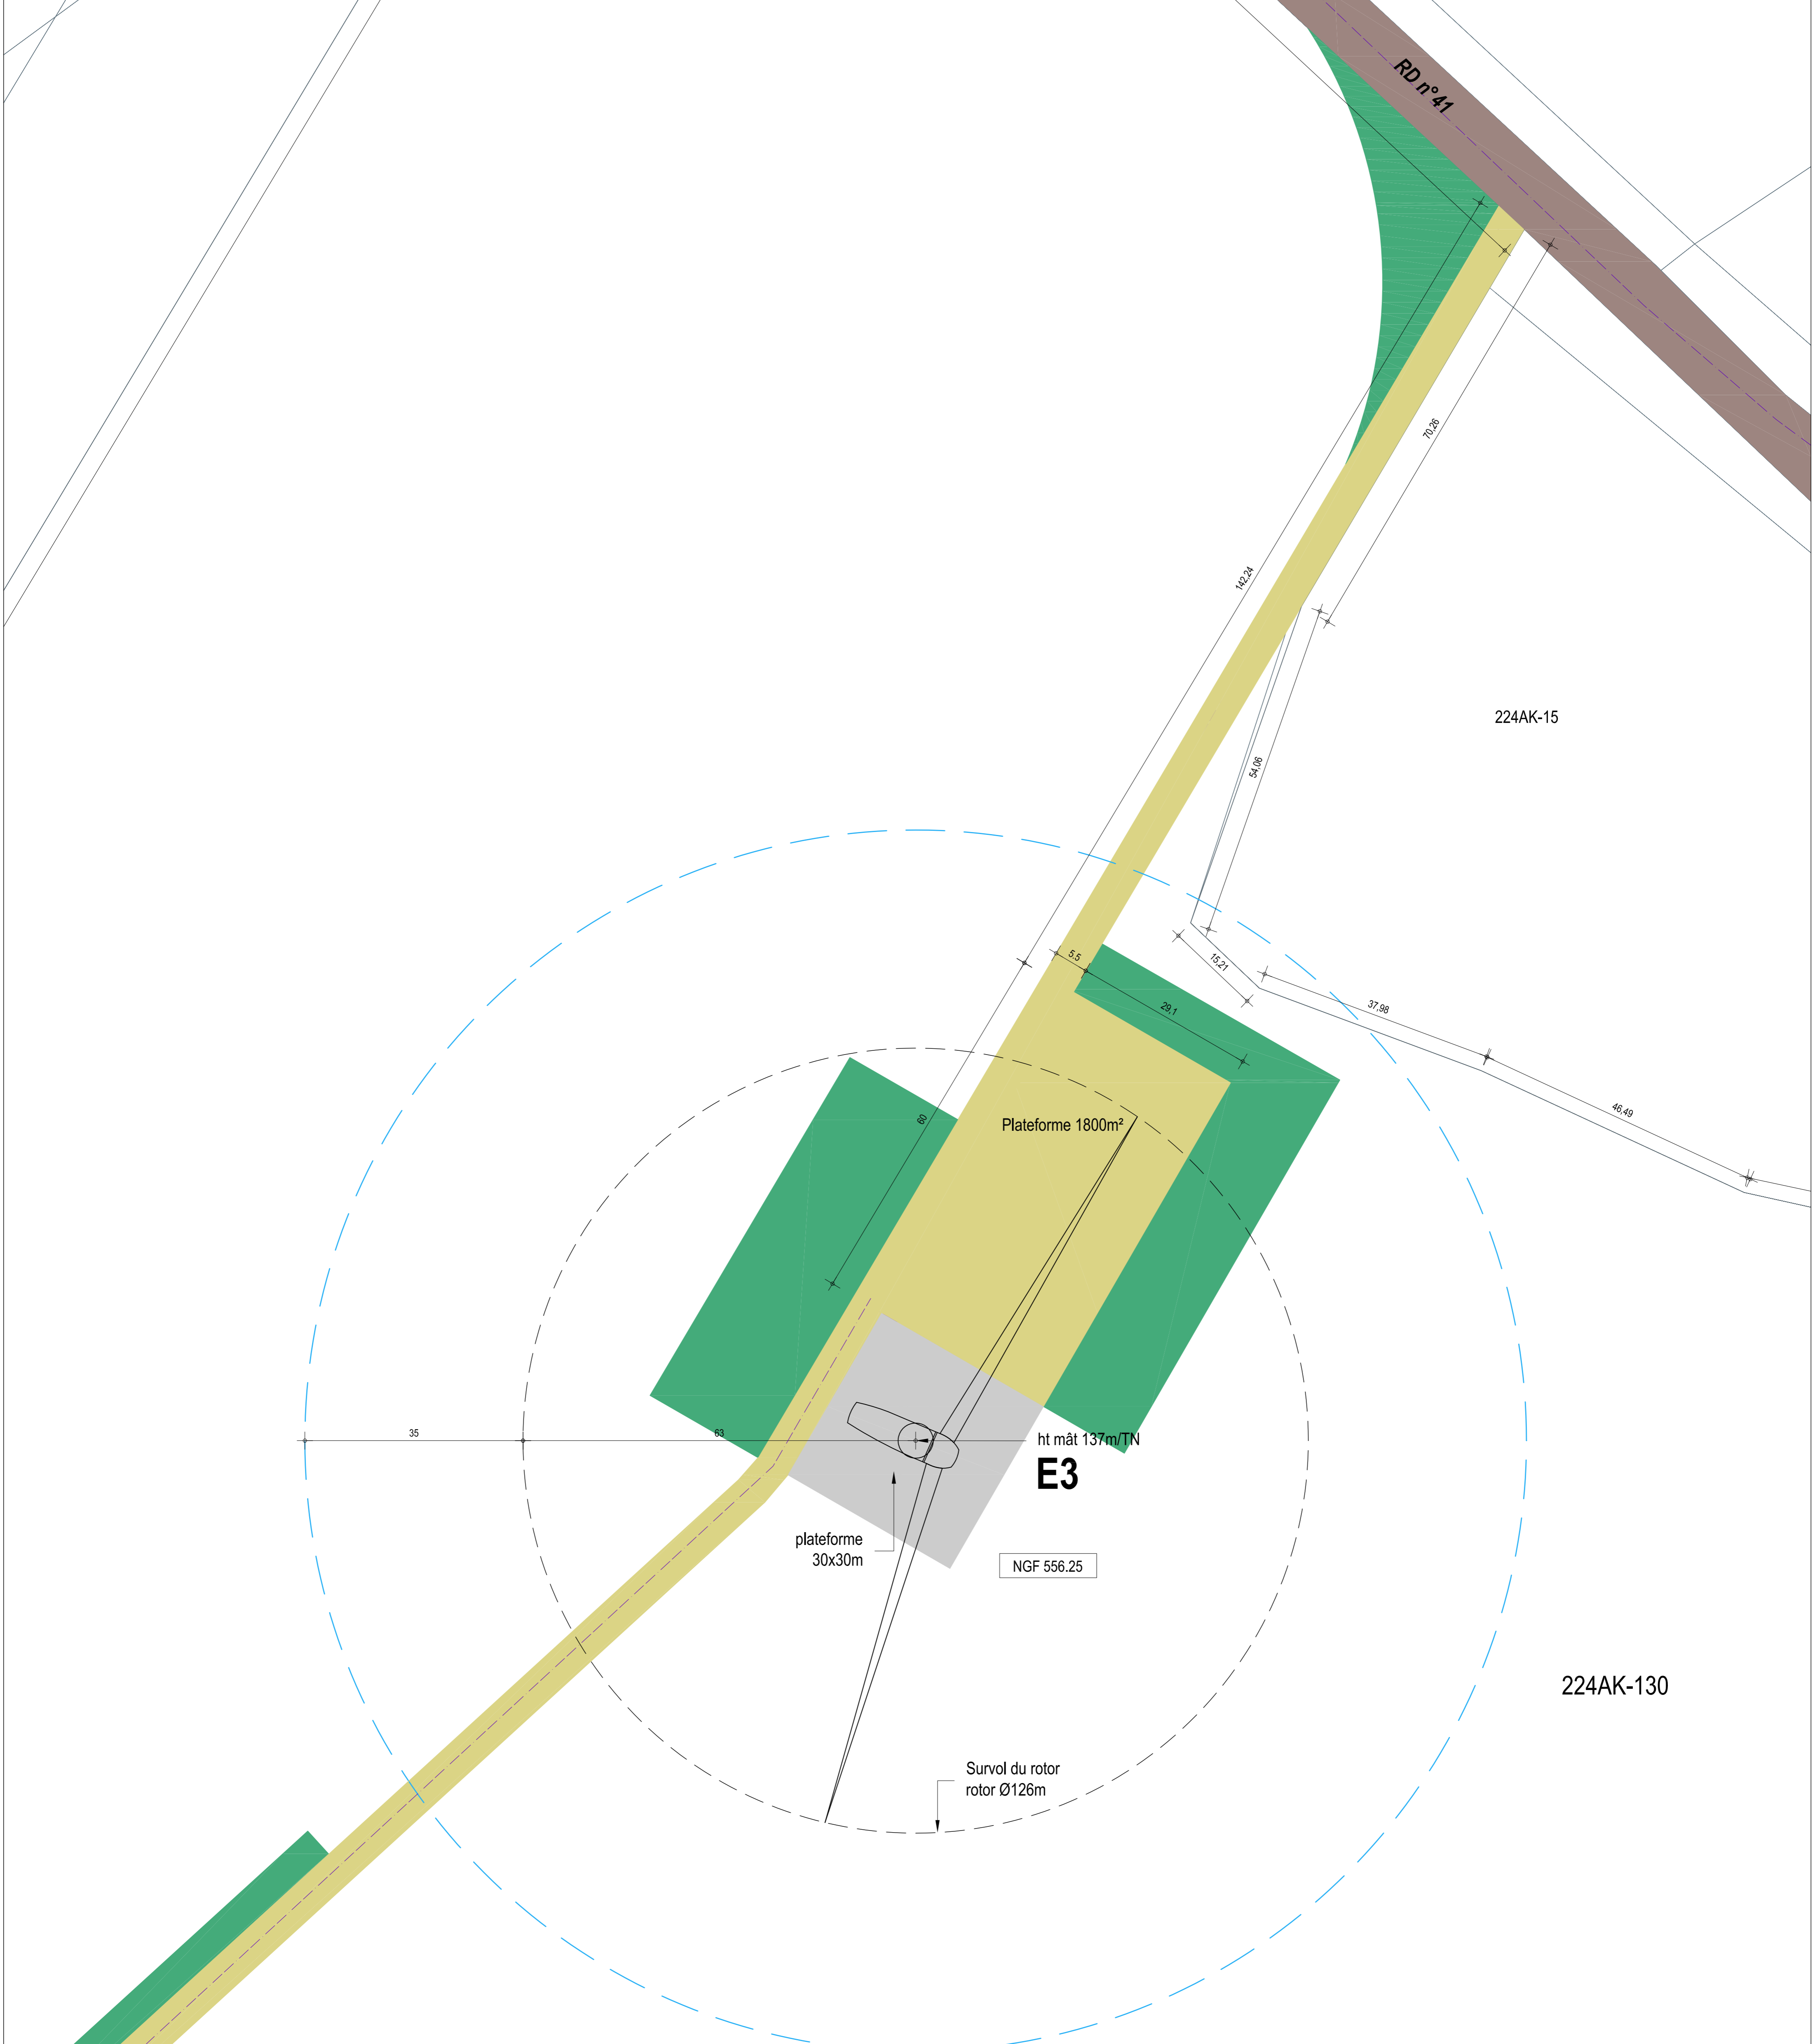 RD n°41
70,26
142,24
224AK-15
54,06
5.5
15,21
29,1
37,98
46,49
60
Plateforme 1800m²
35
63
ht mât 137m/TN
E3
plateforme
30x30m
NGF 556.25
224AK-130
Survol du rotor
rotor Ø126m